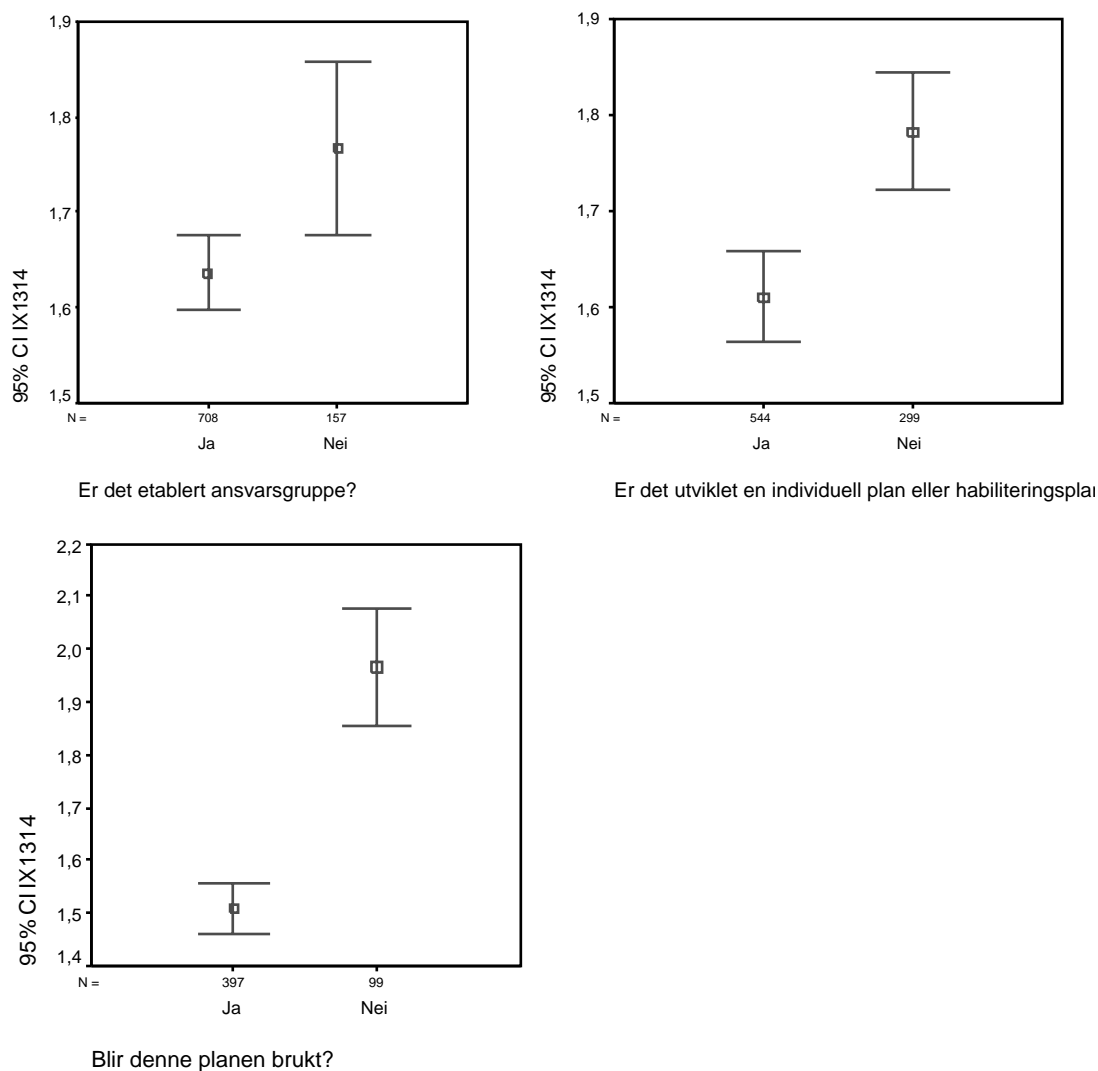 1,9
1,8
1,7
1,6
1,5
95% CI IX1314
N =
708
157
Ja
Nei
Er det etablert ansvarsgruppe?
1,9
1,8
1,7
1,6
1,5
95% CI IX1314
N =
544
299
Ja
Nei
Er det utviklet en individuell plan eller habiliteringsplan
2,2
2,1
2,0
1,9
1,8
1,7
1,6
1,5
1,4
95% CI IX1314
N =
397
99
Ja
Nei
Blir denne planen brukt?